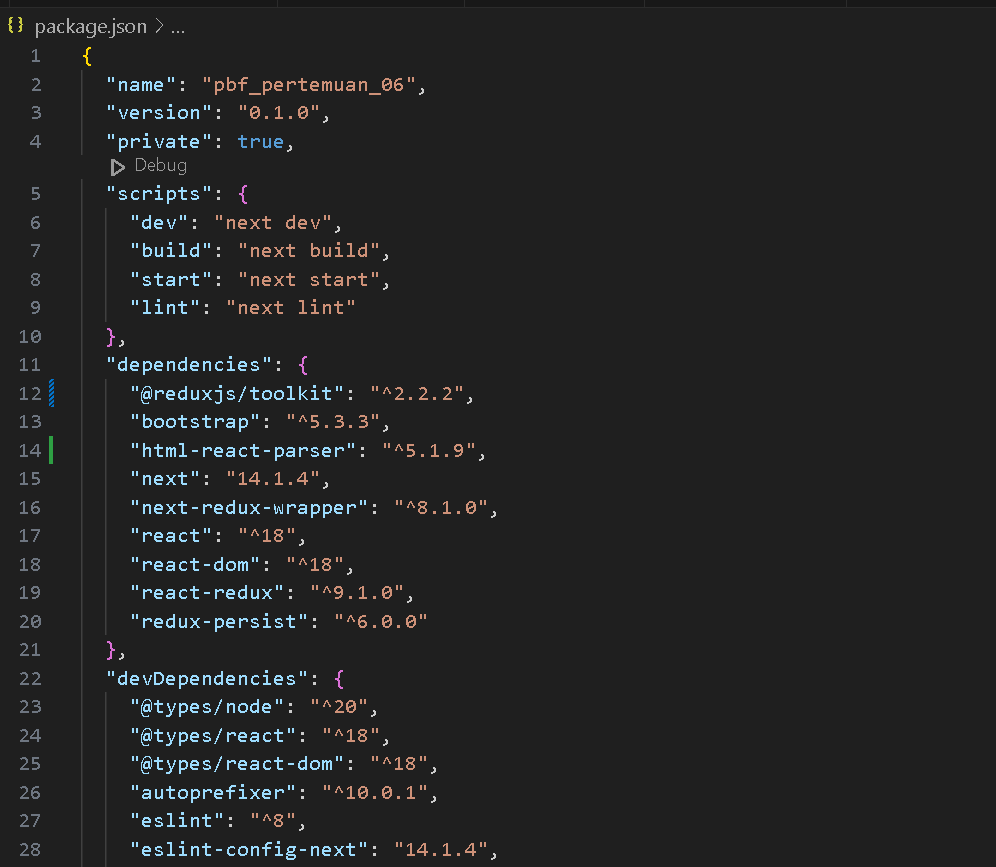 {} package.json > ...
1 {
2 "name": "pbf_pertemuan_06",
3 "version": "0.1.0",
4 "private": true,
Debug
5 "scripts": {
6 "dev": "next dev",
7 "build": "next build",
8 "start": "next start",
9 "lint": "next lint"
10 },
11 "dependencies": {
12 "@reduxjs/toolkit": "^2.2.2",
13 "bootstrap": "^5.3.3",
14 "html-react-parser": "^5.1.9",
15 "next": "14.1.4",
16 "next-redux-wrapper": "^8.1.0",
17 "react": "^18",
18 "react-dom": "^18",
19 "react-redux": "^9.1.0",
20 "redux-persist": "^6.0.0"
21 },
22 "devDependencies": {
23 "@types/node": "^20",
24 "@types/react": "^18",
25 "@types/react-dom": "^18",
26 "autoprefixer": "^10.0.1",
27 "eslint": "^8",
28 "eslint-config-next": "14.1.4",